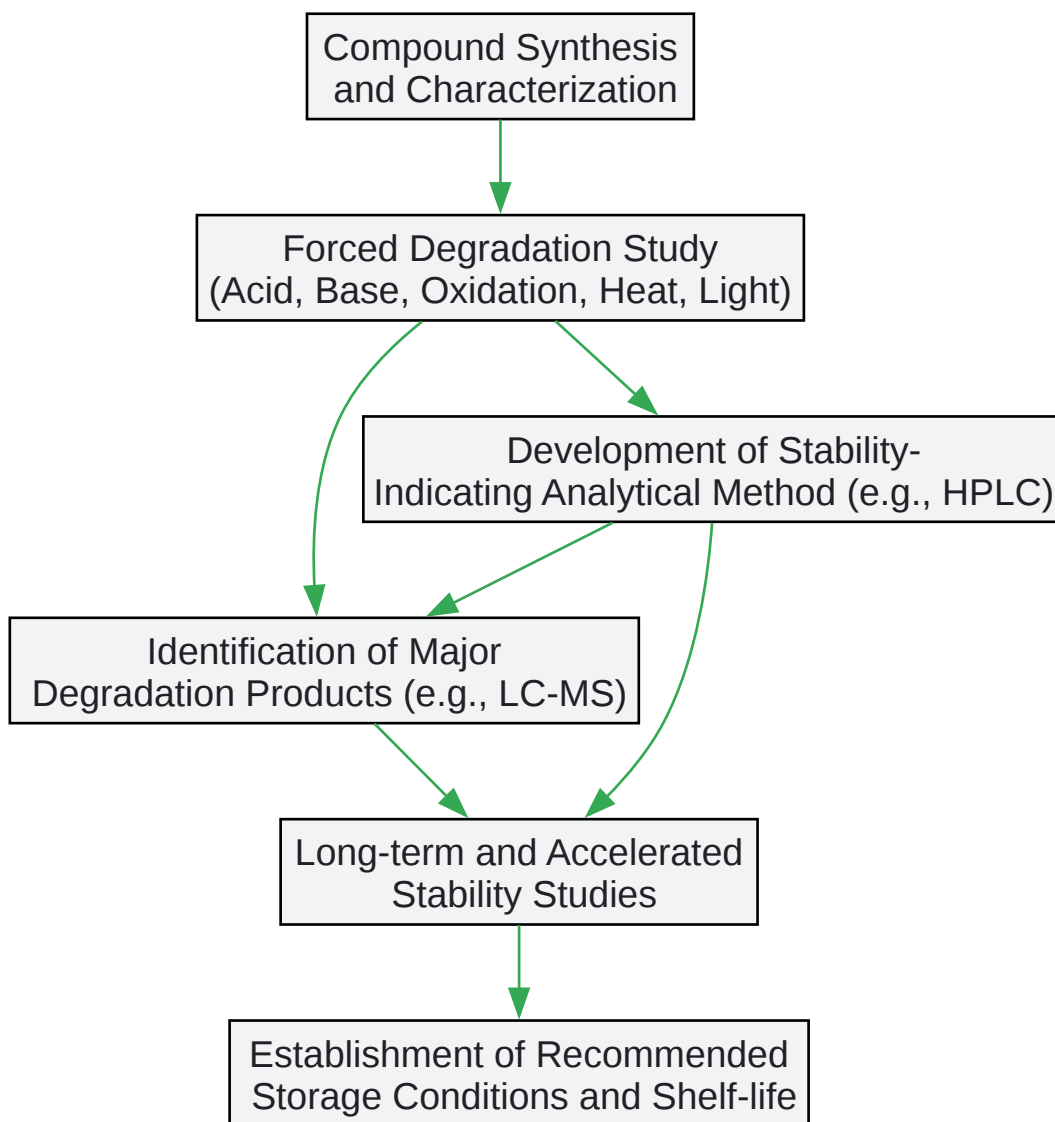 Compound Synthesis
and Characterization
Forced Degradation Study
(Acid, Base, Oxidation, Heat, Light)
Development of Stability-
Indicating Analytical Method (e.g., HPLC)
Identification of Major
Degradation Products (e.g., LC-MS)
Long-term and Accelerated
Stability Studies
Establishment of Recommended
Storage Conditions and Shelf-life